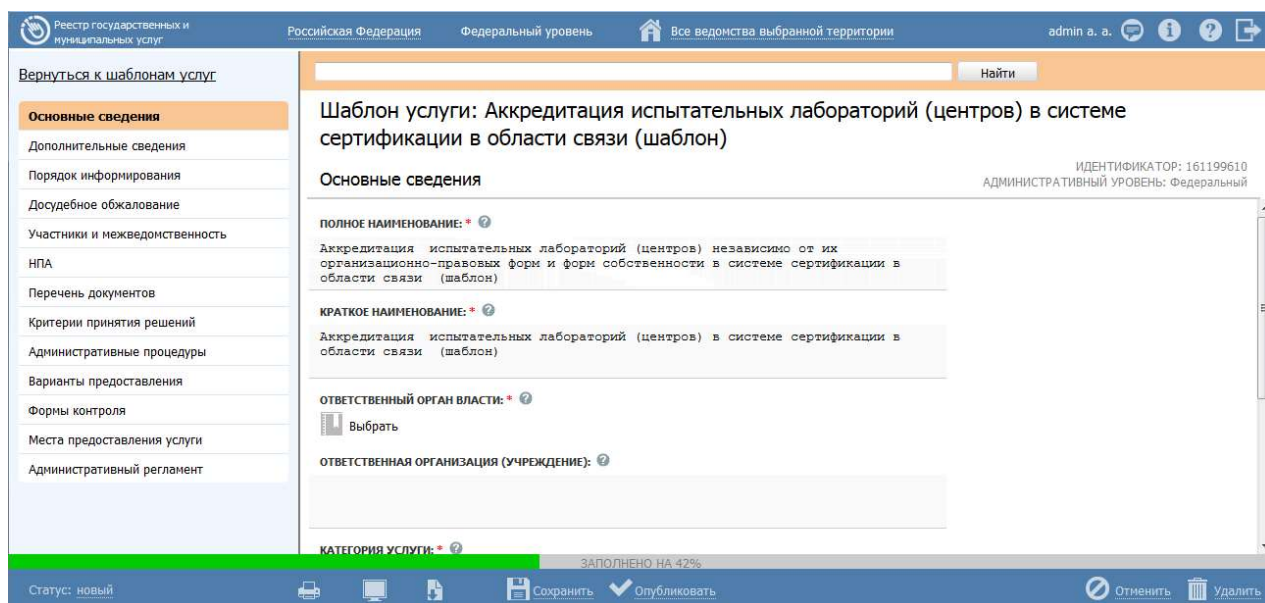 Реестр государственных и
муниципальных услуг
Российская Федерация
Федеральный уровень
Все ведомства выбранной территории
admin a. a.
Вернуться к шаблонам услуг
Найти
Основные сведения
Дополнительные сведения
Порядок информирования
Досудебное обжалование
Участники и межведомственность
НПА
Перечень документов
Критерии принятия решений
Административные процедуры
Варианты предоставления
Формы контроля
Места предоставления услуги
Административный регламент
Шаблон услуги: Аккредитация испытательных лабораторий (центров) в системе
сертификации в области связи (шаблон)
Основные сведения
ИДЕНТИФИКАТОР: 161199610
АДМИНИСТРАТИВНЫЙ УРОВЕНЬ: Федеральный
ПОЛНОЕ НАИМЕНОВАНИЕ: * ?
Аккредитация испытательных лабораторий (центров) независимо от их
организационно-правовых форм и форм собственности в системе сертификации в
области связи (шаблон)
КРАТКОЕ НАИМЕНОВАНИЕ: * ?
Аккредитация испытательных лабораторий (центров) в системе сертификации в
области связи (шаблон)
ОТВЕТСТВЕННЫЙ ОРГАН ВЛАСТИ: * ?
Выбрать
ОТВЕТСТВЕННАЯ ОРГАНИЗАЦИЯ (УЧРЕЖДЕНИЕ): ?
КАТЕГОРИЯ УСЛУГИ: * ?
ЗАПОЛНЕНО НА 42%
Статус: новый
Сохранить
Опубликовать
Отменить
Удалить